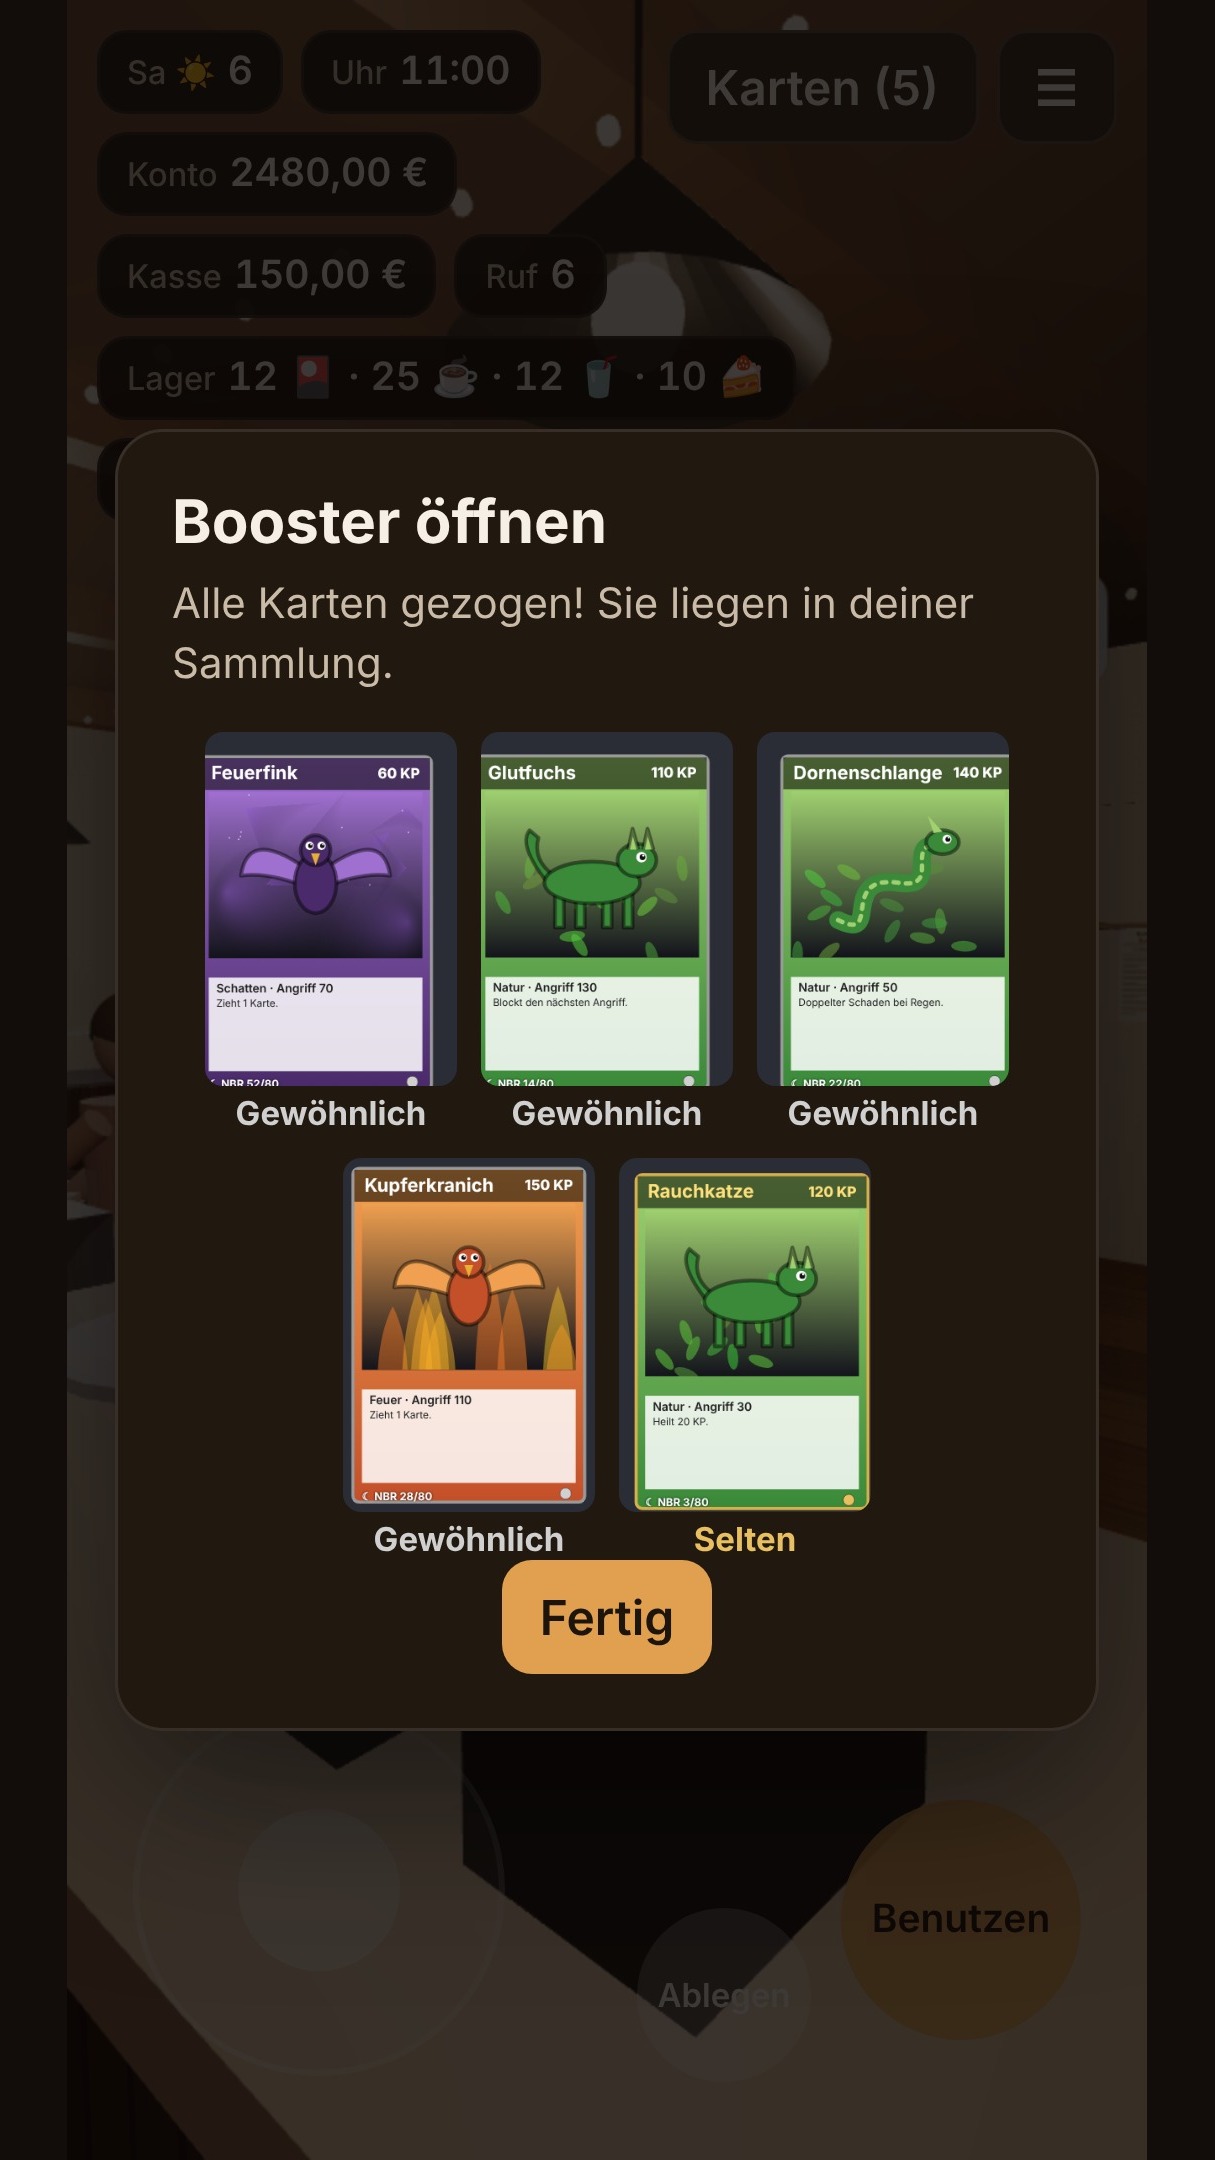 Sa ☀️ 6 Uhr 11:00 Karten (5) ☰
Konto 2480,00 €
Kasse 150,00 € Ruf 6
Lager 12 🎴 · 25 ☕ · 12 🥤 · 10 🍰
Booster öffnen
Alle Karten gezogen! Sie liegen in deiner
Sammlung.
Feuerfink 60 KP
Schatten · Angriff 70
Zieht 1 Karte.
NBR 52/80
Gewöhnlich
Glutfuchs 110 KP
Natur · Angriff 130
Blockt den nächsten Angriff.
NBR 14/80
Gewöhnlich
Dornenschlange 140 KP
Natur · Angriff 50
Doppelter Schaden bei Regen.
NBR 22/80
Gewöhnlich
Kupferkranich 150 KP
Feuer · Angriff 110
Zieht 1 Karte.
NBR 28/80
Gewöhnlich
Rauchkatze 120 KP
Natur · Angriff 30
Heilt 20 KP.
NBR 3/80
Selten
Fertig
Benutzen
Ablegen